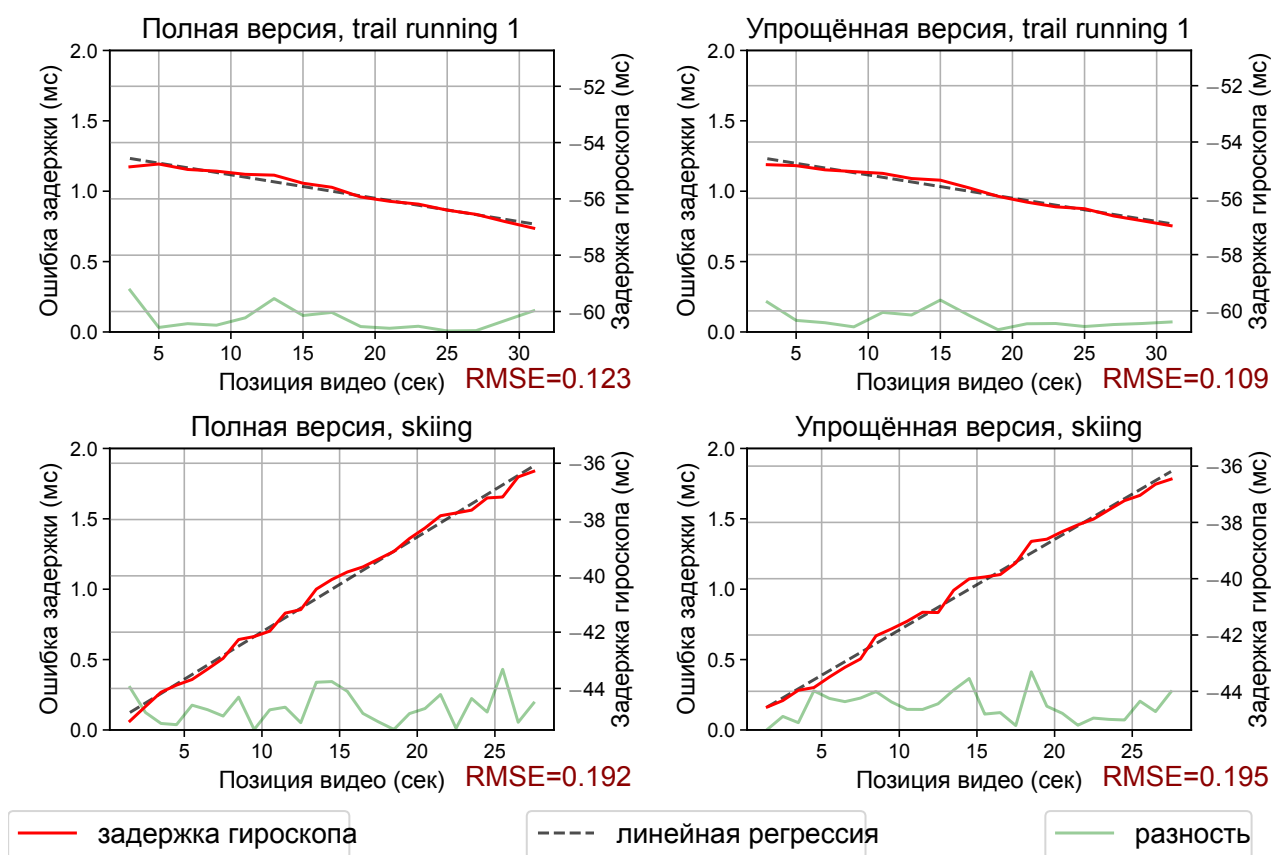 Полная версия, trail running 1
Ошибка задержки (мс)
2.0
1.5
1.0
0.5
0.0
−52
−54
−56
−58
−60
Задержка гироскопа (мс)
5 10 15 20 25 30
Позиция видео (сек) RMSE=0.123
Упрощённая версия, trail running 1
Ошибка задержки (мс)
2.0
1.5
1.0
0.5
0.0
−52
−54
−56
−58
−60
Задержка гироскопа (мс)
5 10 15 20 25 30
Позиция видео (сек) RMSE=0.109
Полная версия, skiing
Ошибка задержки (мс)
2.0
1.5
1.0
0.5
0.0
−36
−38
−40
−42
−44
Задержка гироскопа (мс)
5 10 15 20 25
Позиция видео (сек) RMSE=0.192
Упрощённая версия, skiing
Ошибка задержки (мс)
2.0
1.5
1.0
0.5
0.0
−36
−38
−40
−42
−44
Задержка гироскопа (мс)
5 10 15 20 25
Позиция видео (сек) RMSE=0.195
задержка гироскопа линейная регрессия разность